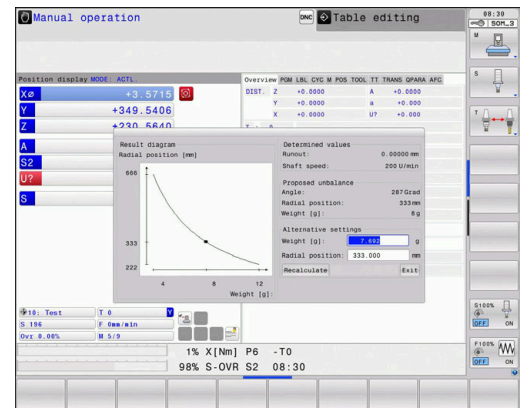 Manual operation
DNC
Table editing
08:30
SGM_3
M
Position display MODE: ACTL.
Overview PGM LBL CYC M POS TOOL TT TRANS QPARA AFC
S
X +3.5715
DIST. Z +0.0000 A +0.0000
Y +349.5406
Y +0.0000 a +0.000
Z +230.5640
X +0.0000 U? +0.000
T
A
S2
U?
S
Result diagram
Radial position [mm]
666
333
222
4 8 12
Weight [g]:
Determined values
Runout: 0.00000 mm
Shaft speed: 200 U/min
Proposed unbalance
Angle: 287 Grad
Radial position: 333 mm
Weight [g]: 8 g
Alternative settings
Weight [g]: 7.692 g
Radial position: 333.000 mm
Recalculate
Exit
10: Test
T 0
Y
S 196
F 0mm/min
Ovr 0.00%
M 5/9
S100%
OFF ON
1% X[Nm] P6 -T0
98% S-OVR S2 08:30
F100%
OFF ON